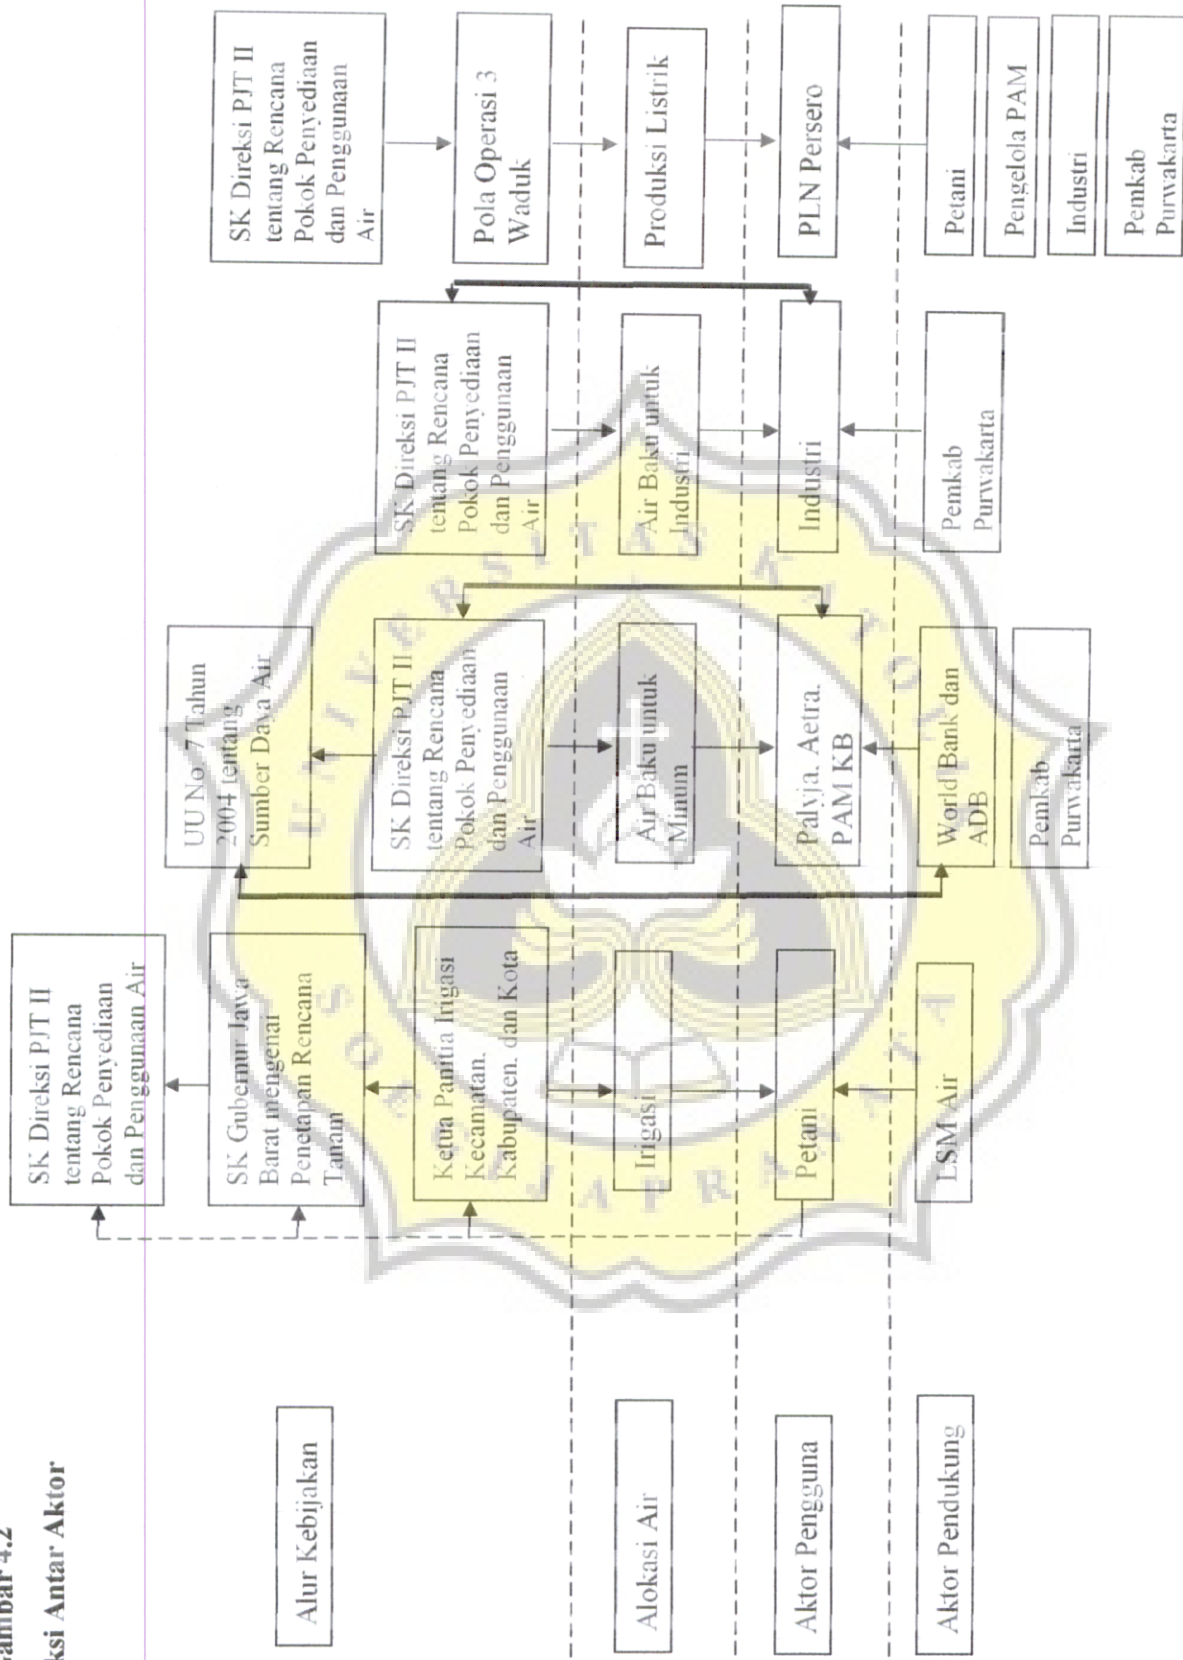 ambar 4.2
ksi Antar Aktor
Alur Kebijakan
Alokasi Air
Aktor Pengguna
Aktor Pendukung
SK Direksi PJT II
tentang Rencana
Pokok Penyediaan
dan Penggunaan Air
SK Gubernur Jawa
Barat mengenai
Penetapan Rencana
Tanam
Ketua Panitia Irigasi
Kecamatan.
Kabupaten. dan Kota
Irigasi
Petani
LSM Air
UU No. 7 Tahun
2004 tentang
Sumber Daya Air
SK Direksi PJT II
tentang Rencana
Pokok Penyediaan
dan Penggunaan
Air
Air Baku untuk
Minum
Palyja. Aetra.
PAM KB
World Bank dan
ADB
Pemkab
Purwakarta
SK Direksi PJT II
tentang Rencana
Pokok Penyediaan
dan Penggunaan
Air
Air Baku untuk
Industri
Industri
Pemkab
Purwakarta
SK Direksi PJT II
tentang Rencana
Pokok Penyediaan
dan Penggunaan
Air
Pola Operasi 3
Waduk
Produksi Listrik
PLN Persero
Petani
Pengelola PAM
Industri
Pemkab
Purwakarta
UNIVERSITAS KATOLIK
SOEGIJAPRANATA